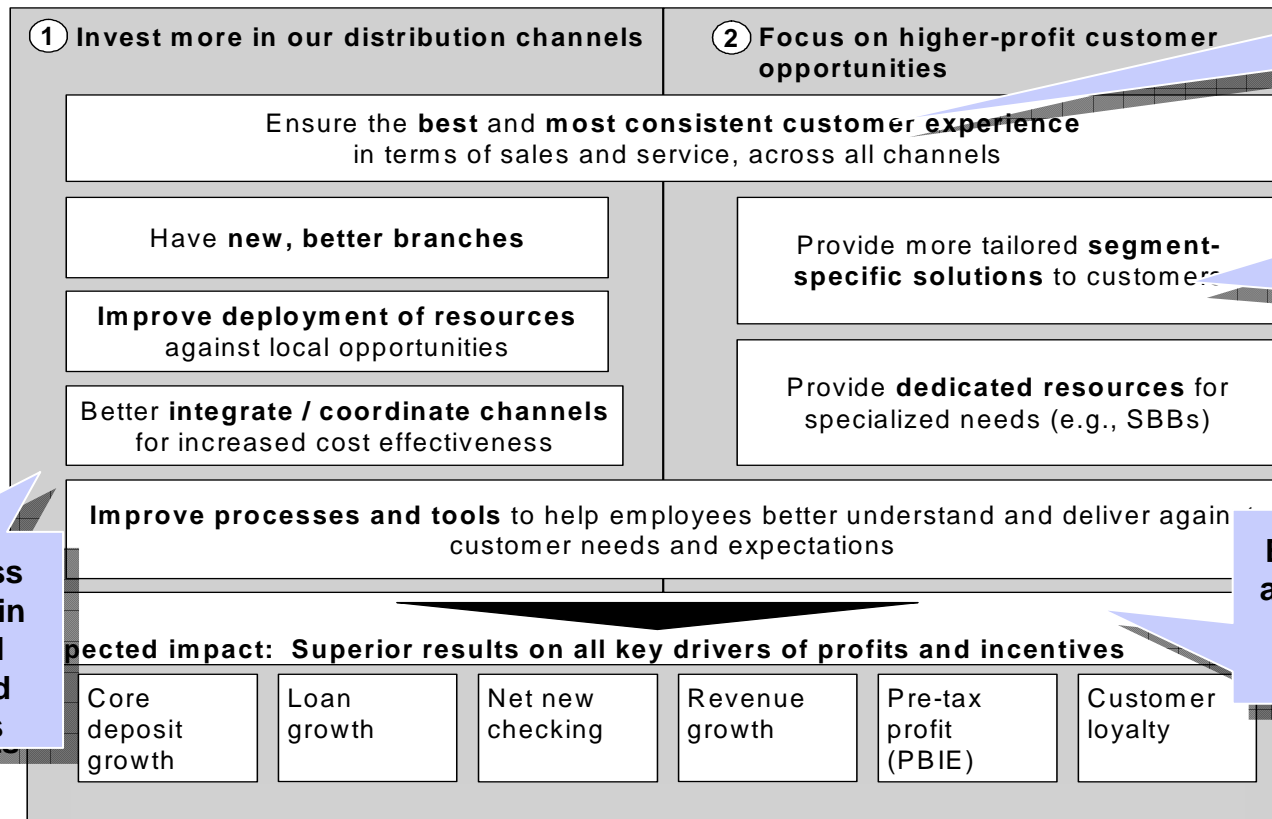 1 Invest more in our distribution channels
2 Focus on higher-profit customer
opportunities
Ensure the best and most consistent customer experience
in terms of sales and service, across all channels
Have new, better branches
Improve deployment of resources
against local opportunities
Better integrate / coordinate channels
for increased cost effectiveness
Provide more tailored segment-
specific solutions to customers
Provide dedicated resources for
specialized needs (e.g., SBBs)
Improve processes and tools to help employees better understand and deliver
customer needs and expectations
in
impact: Superior results on all key drivers of profits and incentives
Core
deposit
growth
Loan
growth
Net new
checking
Revenue
growth
Pre-tax
profit
(PBIE)
Customer
loyalty